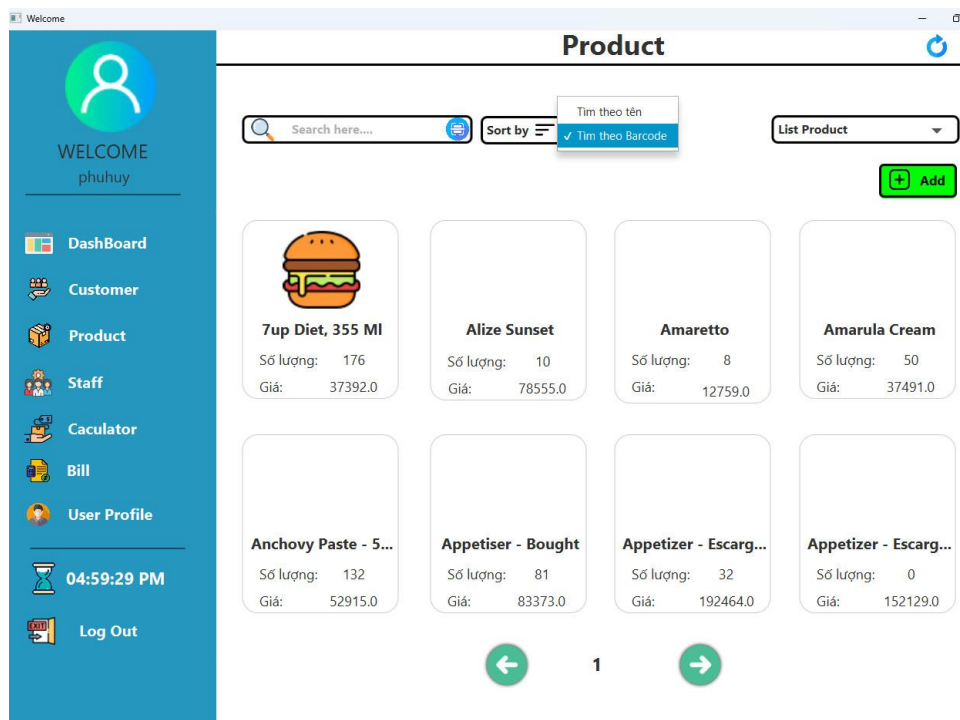 Welcome
Product
WELCOME
phuhuy
DashBoard
Customer
Product
Staff
Caculator
Bill
User Profile
04:59:29 PM
EXIT
Log Out
Search here....
Sort by
Tìm theo tên
✓ Tìm theo Barcode
List Product
Add
7up Diet, 355 Ml
Số lượng: 176
Giá: 37392.0
Alize Sunset
Số lượng: 10
Giá: 78555.0
Amaretto
Số lượng: 8
Giá: 12759.0
Amarula Cream
Số lượng: 50
Giá: 37491.0
Anchovy Paste - 5...
Số lượng: 132
Giá: 52915.0
Appetiser - Bought
Số lượng: 81
Giá: 83373.0
Appetizer - Escarg...
Số lượng: 32
Giá: 192464.0
Appetizer - Escarg...
Số lượng: 0
Giá: 152129.0
1